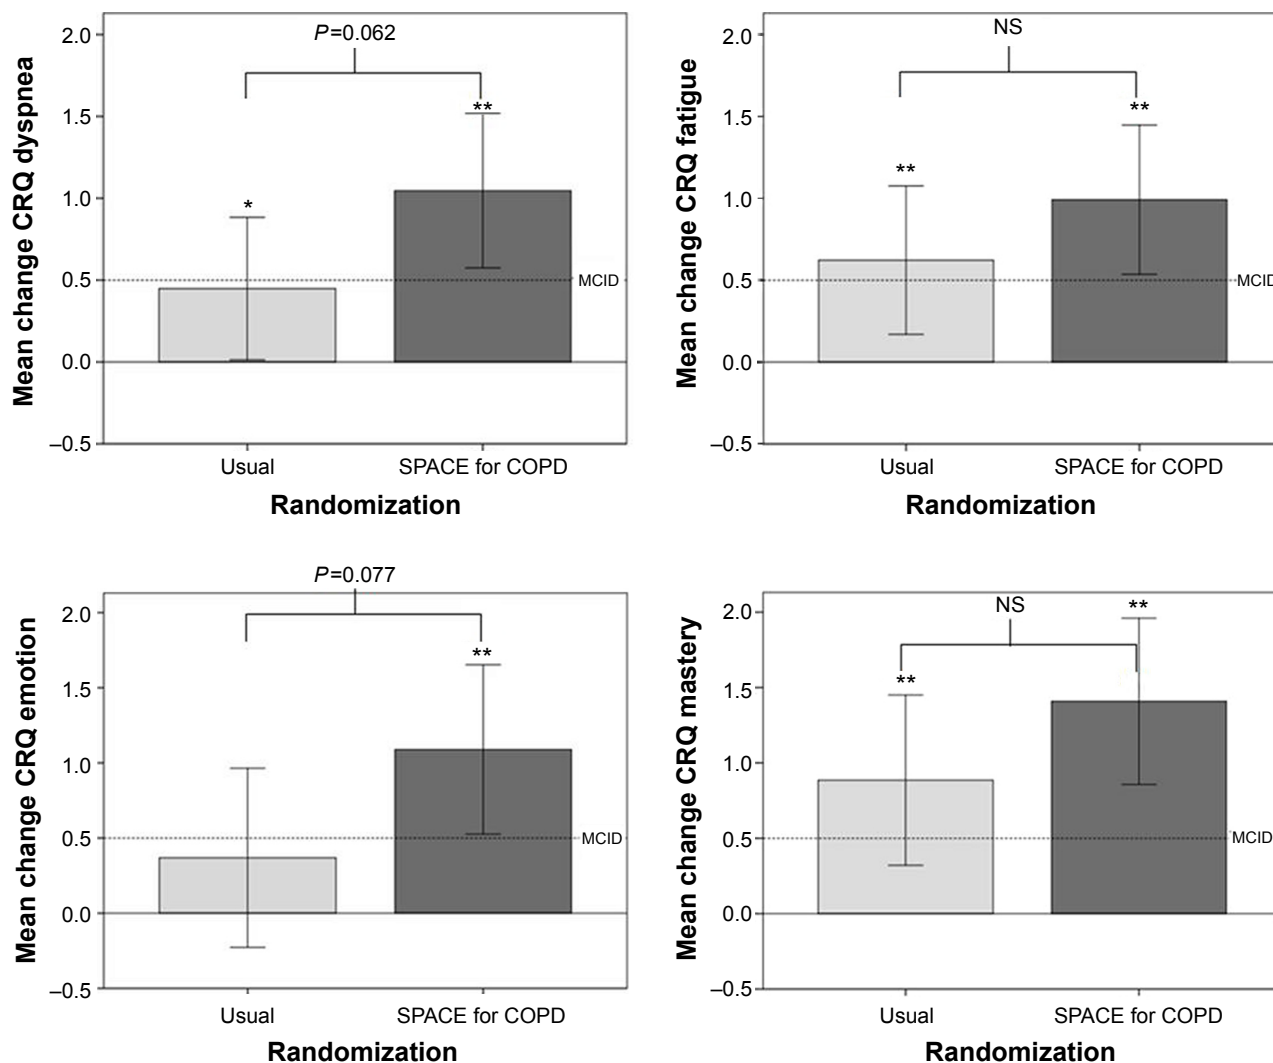 Mean change CRQ dyspnea
2.0
1.5
1.0
0.5
0.0
–0.5
P=0.062
*
**
MCID
Usual
SPACE for COPD
Randomization
Mean change CRQ fatigue
2.0
1.5
1.0
0.5
0.0
–0.5
NS
**
**
MCID
Usual
SPACE for COPD
Randomization
Mean change CRQ emotion
2.0
1.5
1.0
0.5
0.0
–0.5
P=0.077
**
MCID
Usual
SPACE for COPD
Randomization
Mean change CRQ mastery
2.0
1.5
1.0
0.5
0.0
–0.5
NS
**
**
MCID
Usual
SPACE for COPD
Randomization